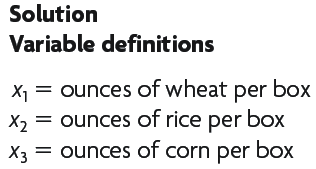 Solution
Variable definitions
x₁ = ounces of wheat per box
x₂ = ounces of rice per box
x₃ = ounces of corn per box